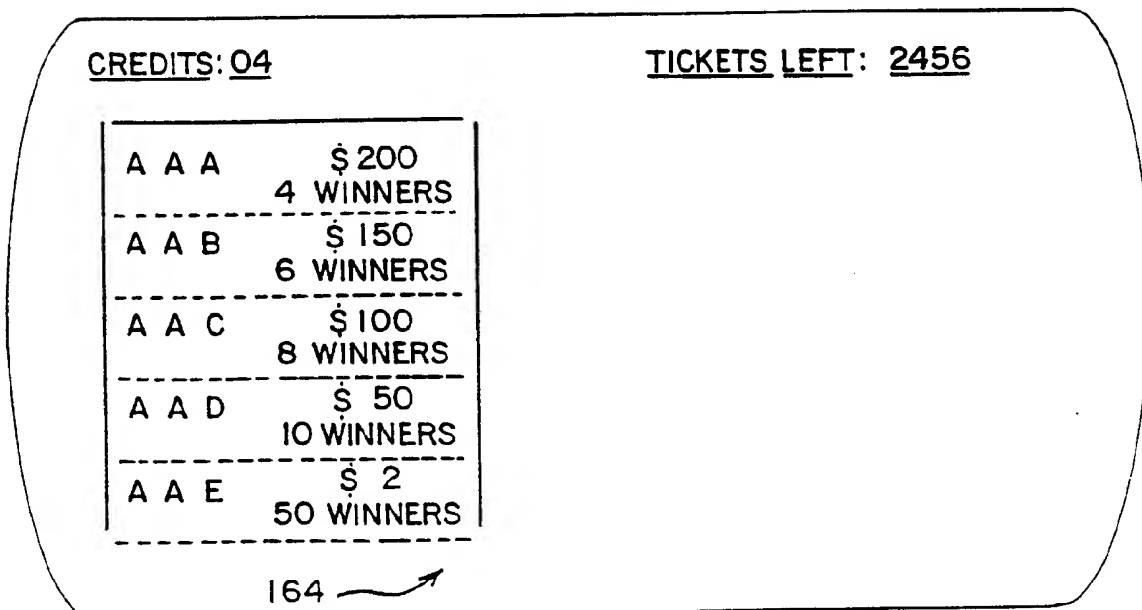 CREDITS: 04 TICKETS LEFT: 2456
A A A $ 200
4 WINNERS
A A B $ 150
6 WINNERS
A A C $ 100
8 WINNERS
A A D $ 50
10 WINNERS
A A E $ 2
50 WINNERS
164